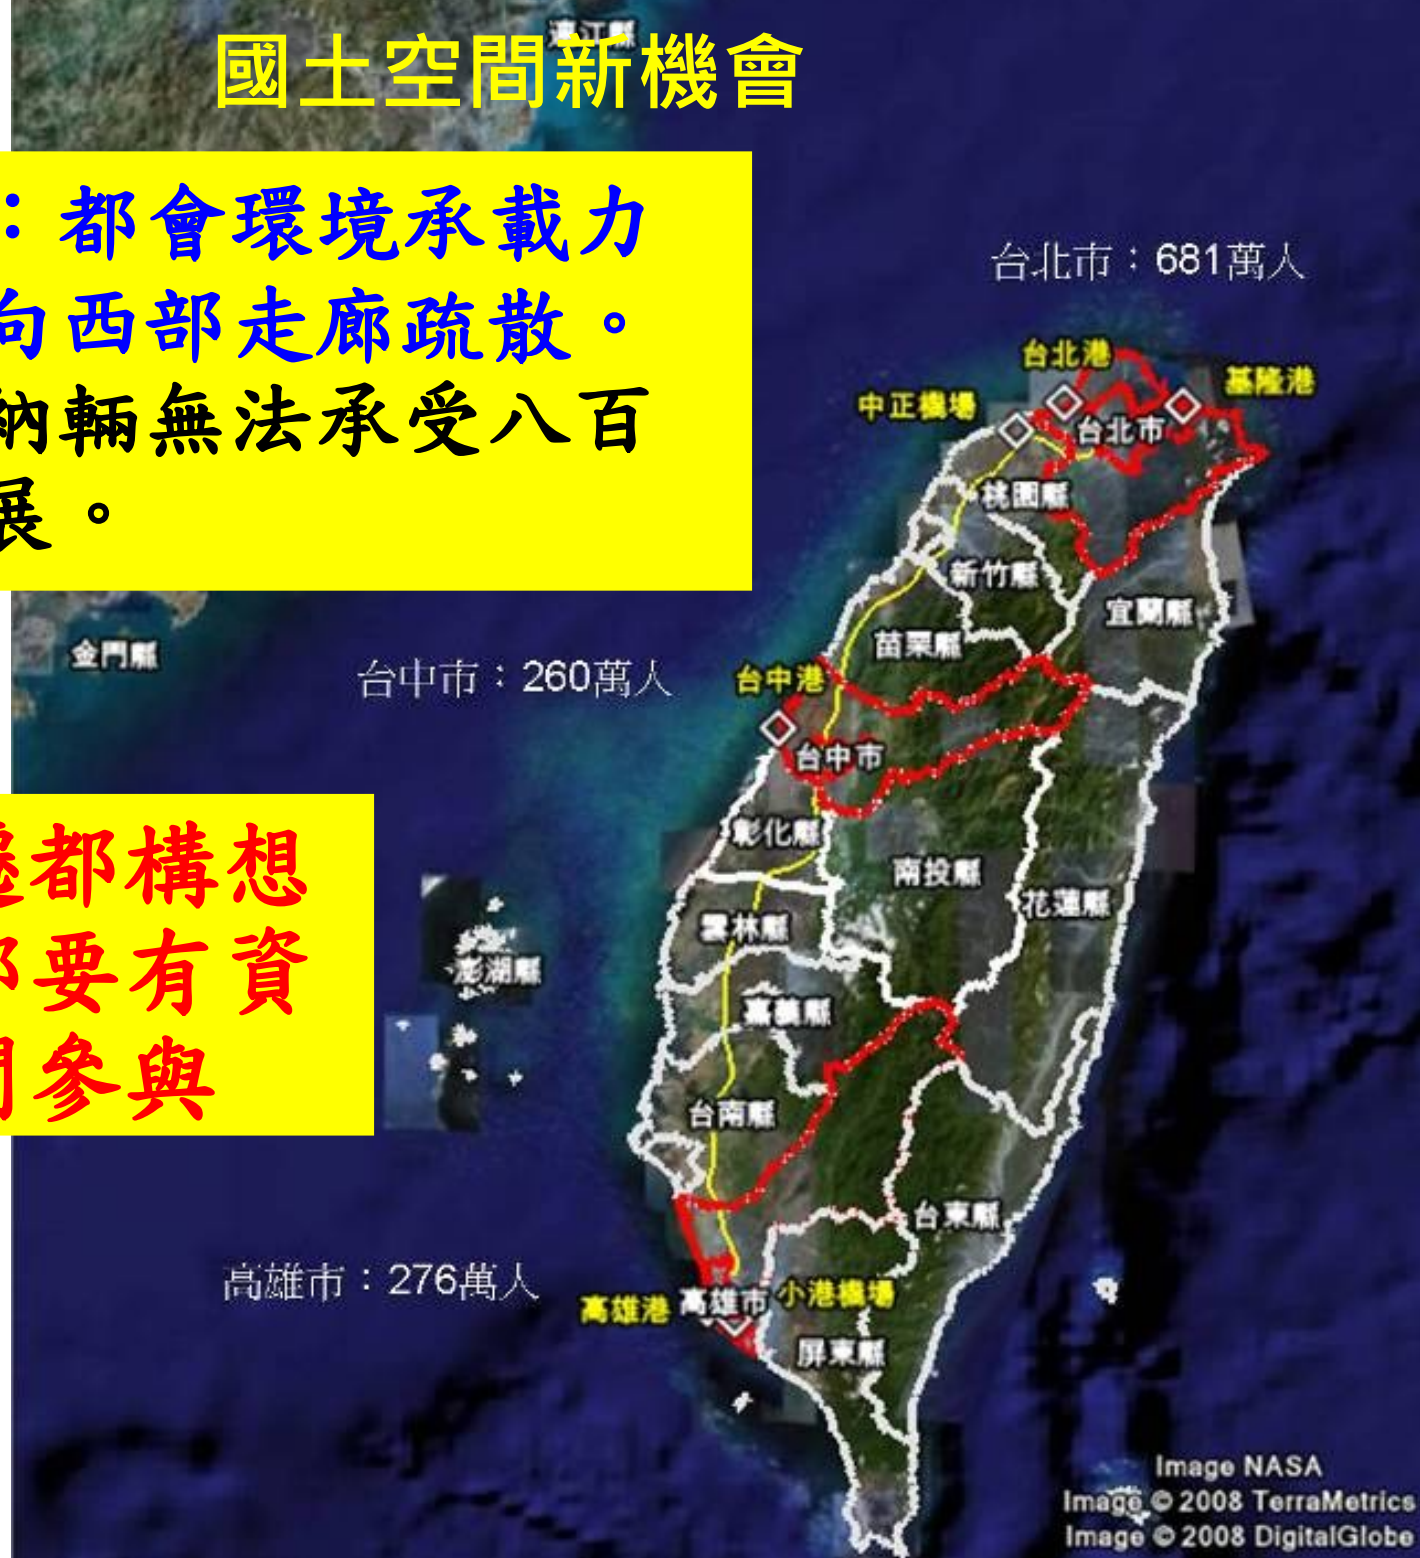 連江縣
國土空間新機會
：都會環境承載力
向西部走廊疏散。
納輛無法承受八百
展。
台北市：681萬人
台北港
基隆港
中正機場
台北市
桃園縣
新竹縣
宜蘭縣
苗栗縣
金門縣
台中市：260萬人
台中港
台中市
都構想
要有資
參與
彰化縣
南投縣
花蓮縣
雲林縣
澎湖縣
嘉義縣
台南縣
台東縣
高雄市：276萬人
高雄港
高雄市
小港機場
屏東縣
Image NASA
Image © 2008 TerraMetrics
Image © 2008 DigitalGlobe